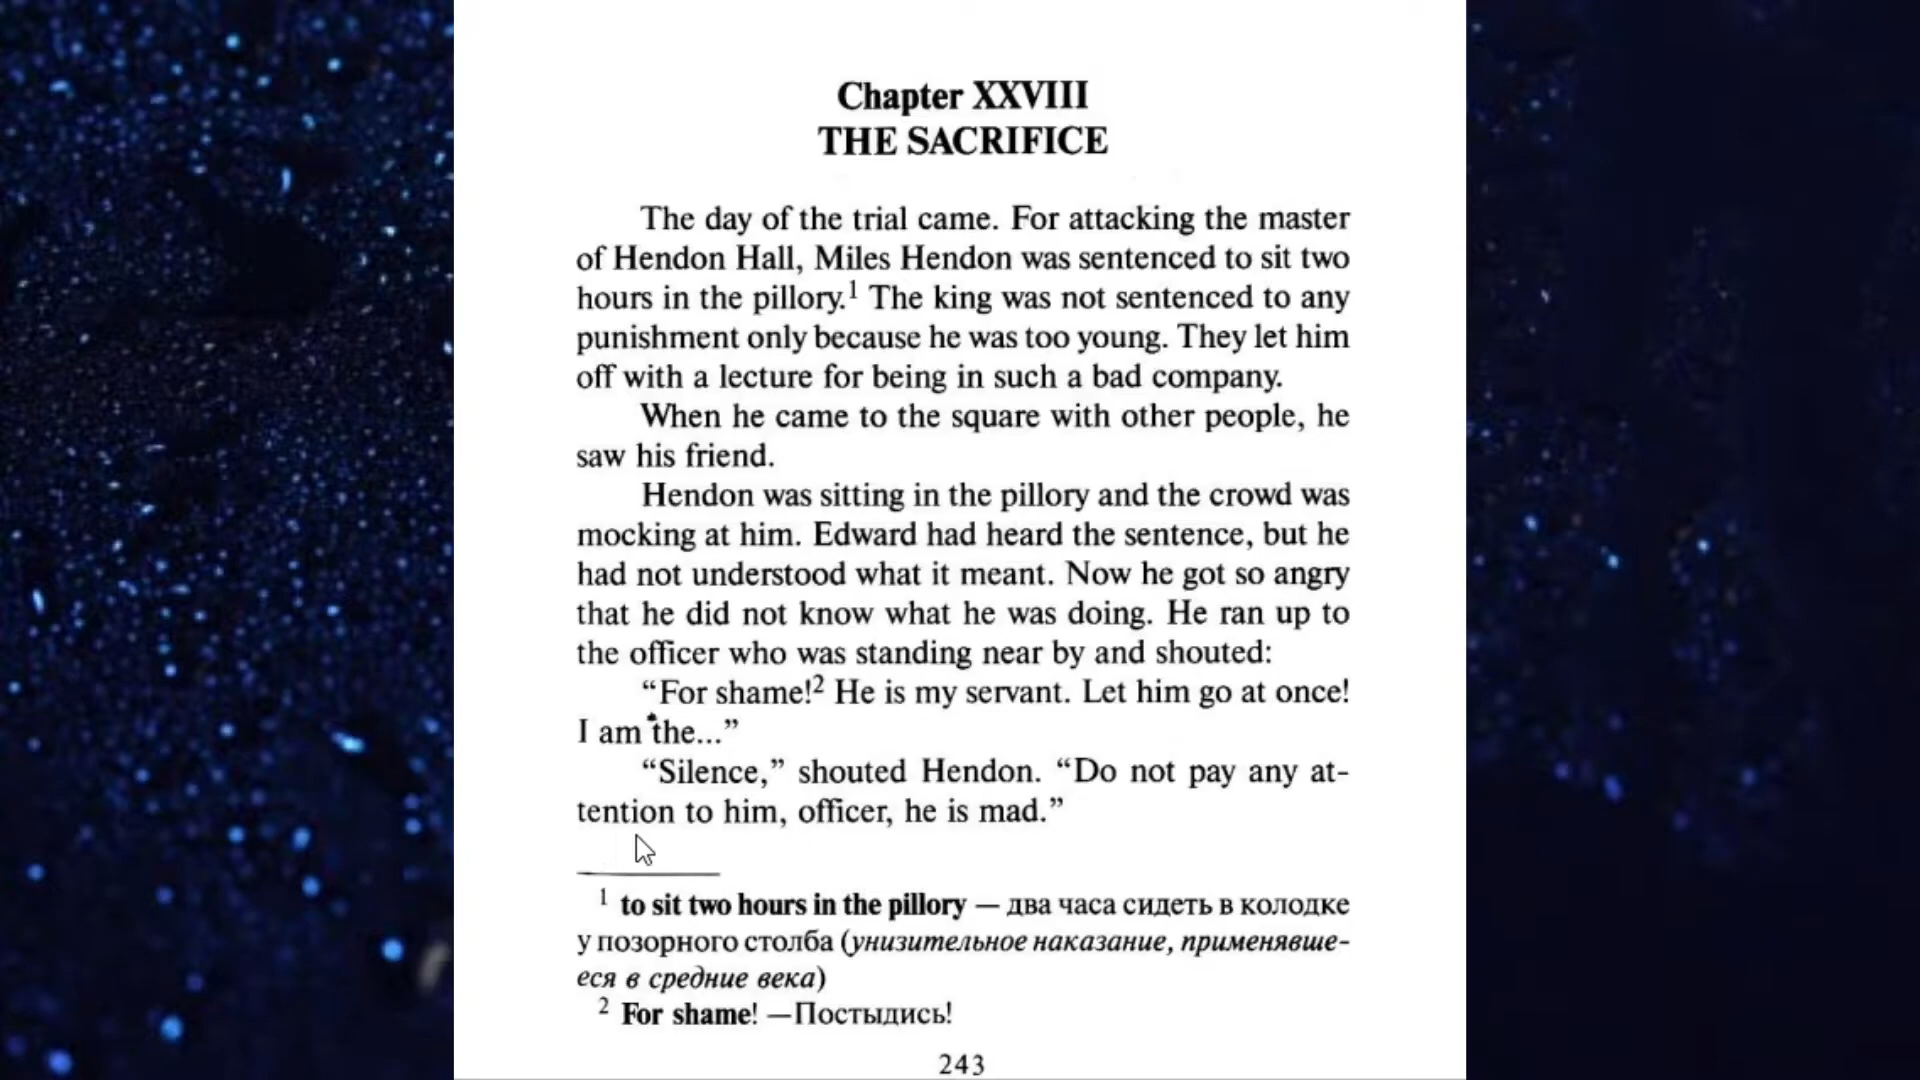 Chapter XXVIII
THE SACRIFICE
The day of the trial came. For attacking the master
of Hendon Hall, Miles Hendon was sentenced to sit two
hours in the pillory.¹ The king was not sentenced to any
punishment only because he was too young. They let him
off with a lecture for being in such a bad company.
When he came to the square with other people, he
saw his friend.
Hendon was sitting in the pillory and the crowd was
mocking at him. Edward had heard the sentence, but he
had not understood what it meant. Now he got so angry
that he did not know what he was doing. He ran up to
the officer who was standing near by and shouted:
“For shame!² He is my servant. Let him go at once!
I am the...”
“Silence,” shouted Hendon. “Do not pay any at-
tention to him, officer, he is mad.”
¹ to sit two hours in the pillory — два часа сидеть в колодке
у позорного столба (унизительное наказание, применявше-
еся в средние века)
² For shame! —Постыдись!
243